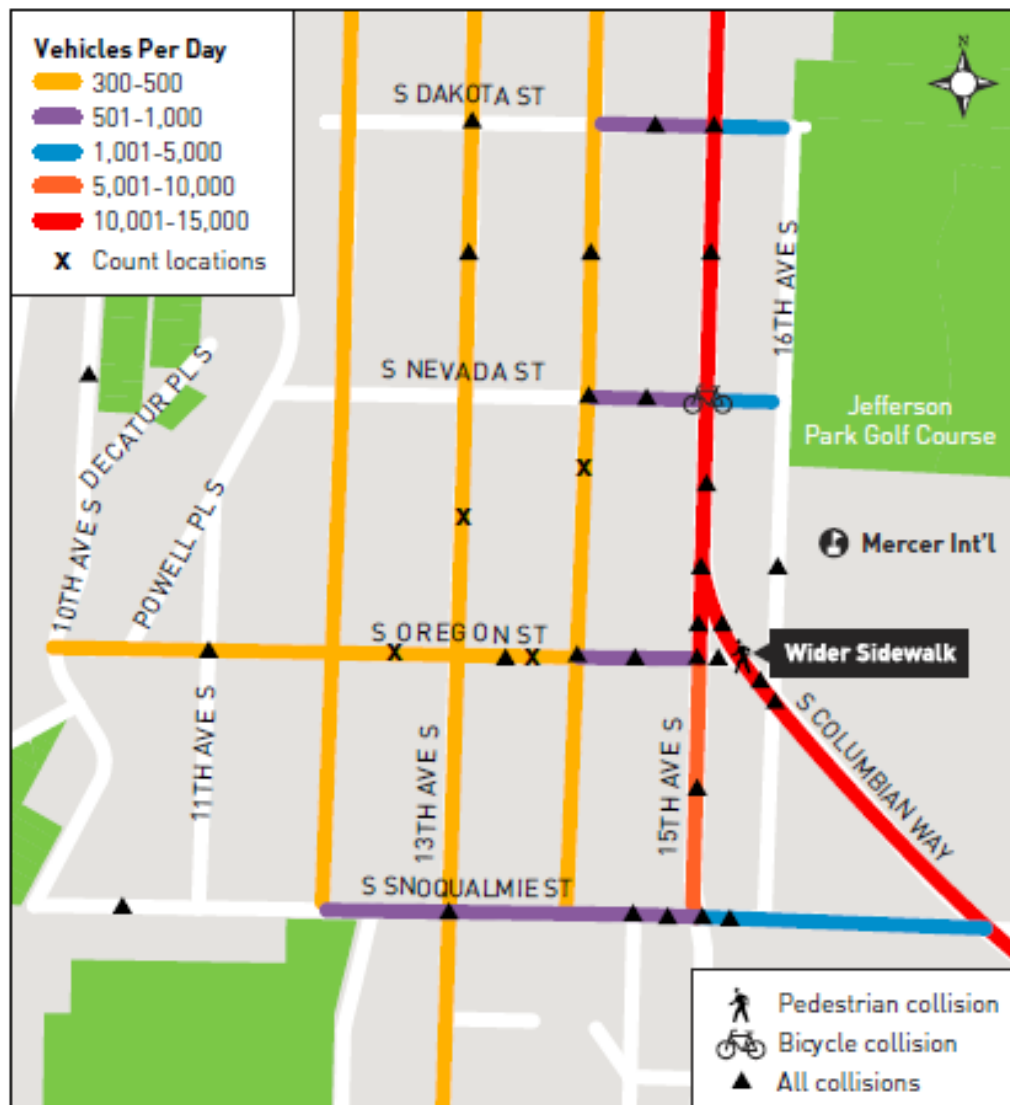 Vehicles Per Day
300-500
501-1,000
1,001-5,000
5,001-10,000
10,001-15,000
X Count locations
N
S DAKOTA ST
16TH AVE S
S NEVADA ST
DECATUR PL S
Jefferson
Park Golf Course
10TH AVE S
POWELL PL S
X
X
Mercer Int'l
S OREGON ST
X
X
Wider Sidewalk
11TH AVE S
13TH AVE S
15TH AVE S
S COLUMBIAN WAY
S SNOQUALMIE ST
Pedestrian collision
Bicycle collision
All collisions